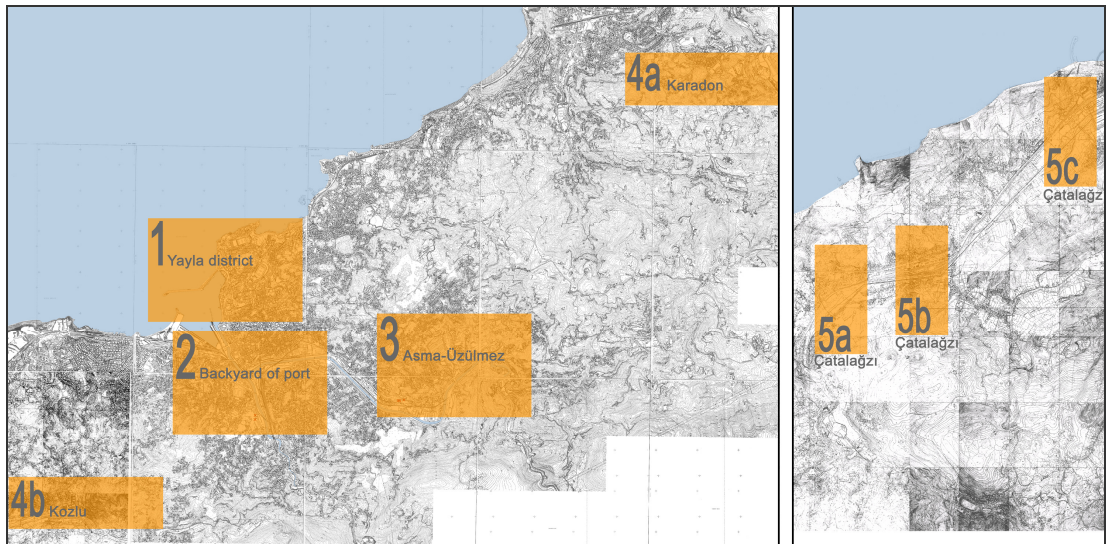 4a Karadon
1 Yayla district
2 Backyard of port
3 Asma-Üzülmez
4b Kozlu
5c
Çatalağz
5b
Çatalağzı
5a
Çatalağzı